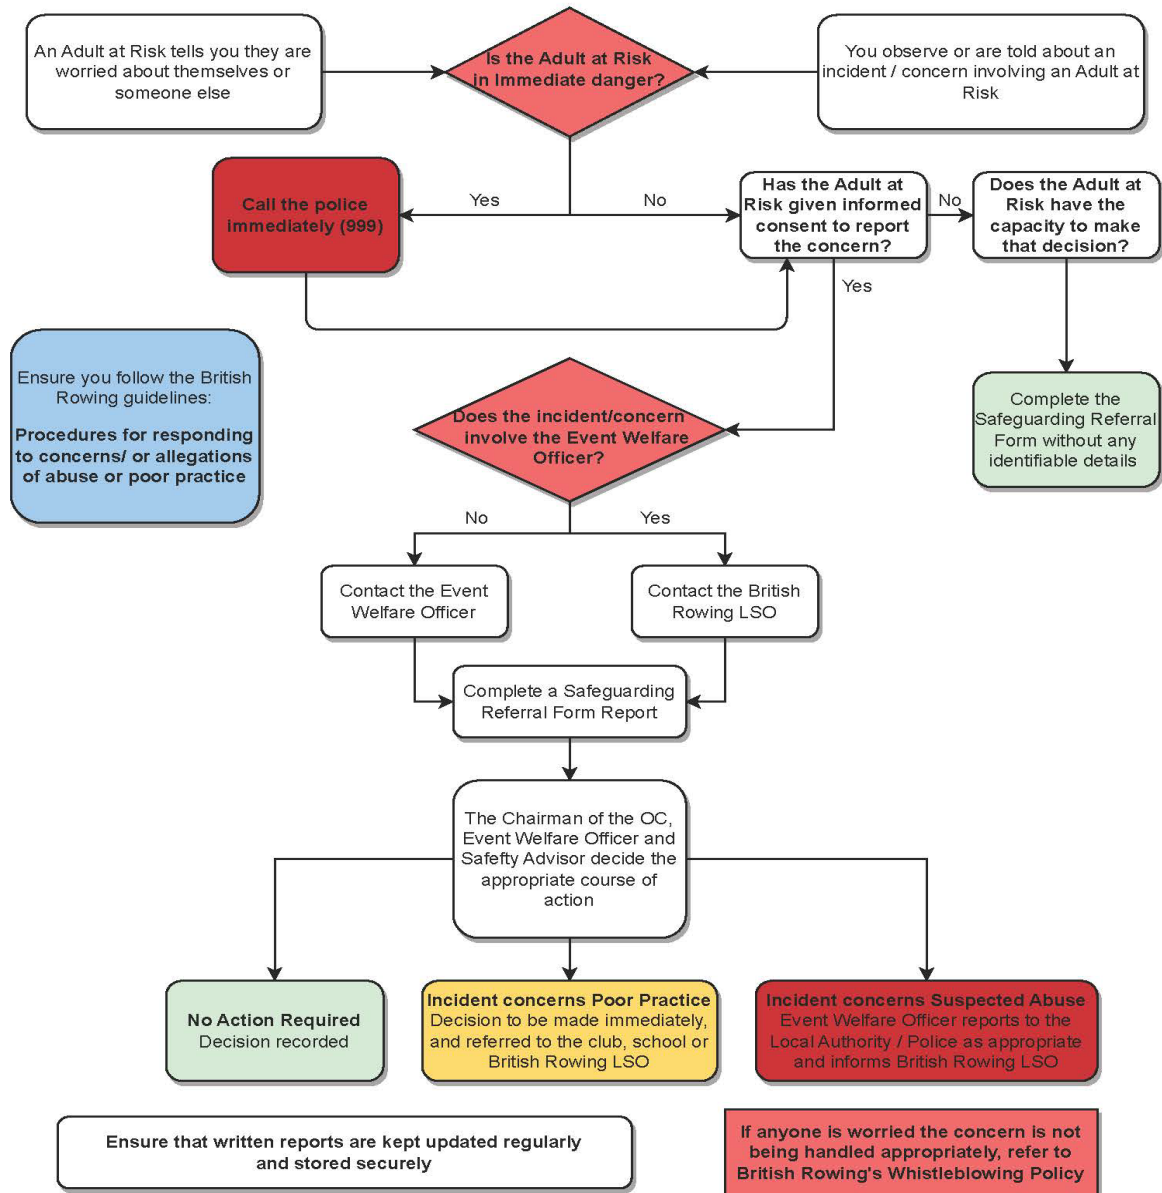 An Adult at Risk tells you they are
worried about themselves or
someone else
Is the Adult at Risk
in Immediate danger?
You observe or are told about an
incident / concern involving an Adult at
Risk
Call the police
immediately (999)
Yes
No
Has the Adult at
Risk given informed
consent to report
the concern?
No
Does the Adult at
Risk have the
capacity to make
that decision?
Yes
Ensure you follow the British
Rowing guidelines:
Procedures for responding
to concerns/ or allegations
of abuse or poor practice
Does the incident/concern
involve the Event Welfare
Officer?
Complete the
Safeguarding Referral
Form without any
identifiable details
No
Yes
Contact the Event
Welfare Officer
Contact the British
Rowing LSO
Complete a Safeguarding
Referral Form Report
The Chairman of the OC,
Event Welfare Officer and
Safefty Advisor decide the
appropriate course of
action
No Action Required
Decision recorded
Incident concerns Poor Practice
Decision to be made immediately,
and referred to the club, school or
British Rowing LSO
Incident concerns Suspected Abuse
Event Welfare Officer reports to the
Local Authority / Police as appropriate
and informs British Rowing LSO
Ensure that written reports are kept updated regularly
and stored securely
If anyone is worried the concern is not
being handled appropriately, refer to
British Rowing's Whistleblowing Policy